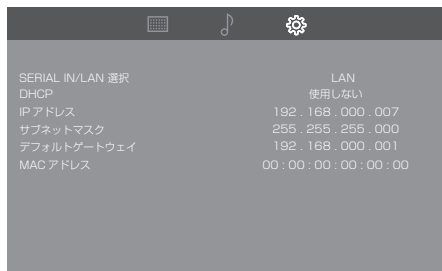 SERIAL IN/LAN 選択 LAN
DHCP 使用しない
IPアドレス 192 . 168 . 000 . 007
サブネットマスク 255 . 255 . 255 . 000
デフォルトゲートウェイ 192 . 168 . 000 . 001
MACアドレス 00 : 00 : 00 : 00 : 00 : 00